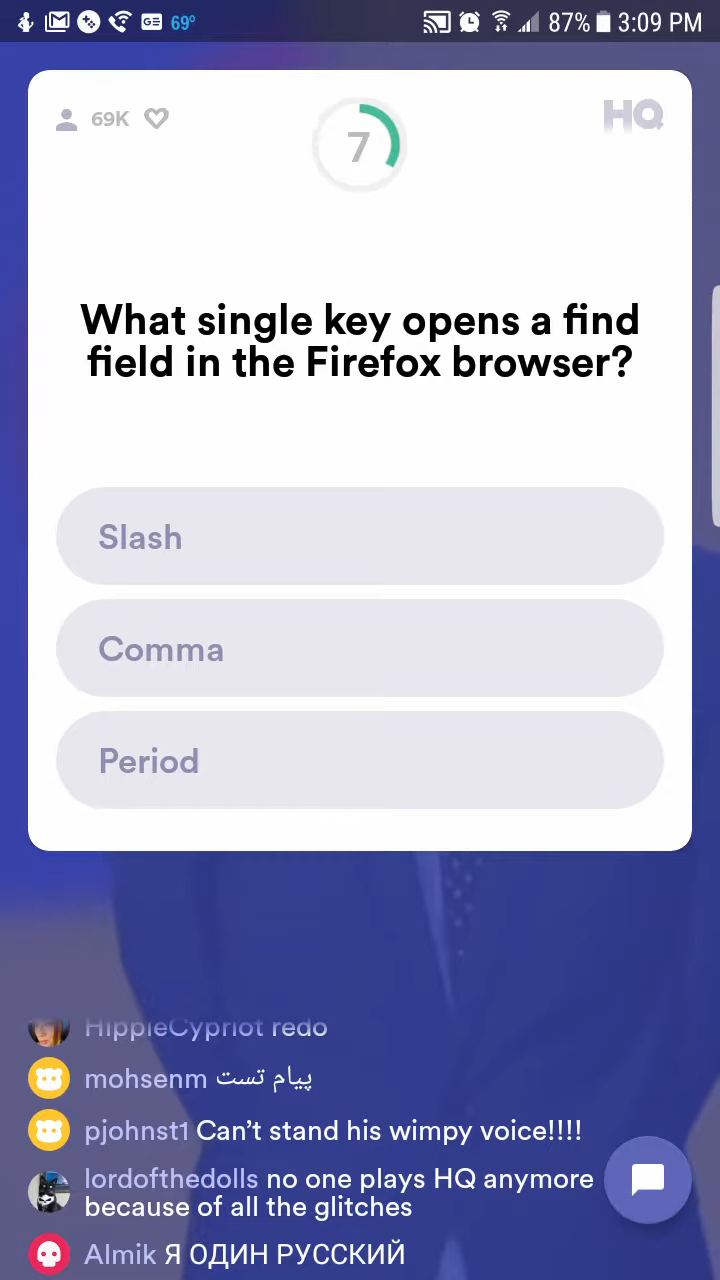 69º 87% 3:09 PM
69K 7 HQ
What single key opens a find
field in the Firefox browser?
Slash
Comma
Period
HippieCypriot redo
mohsenm پیام تست
pjohnst1 Can't stand his wimpy voice!!!!
lordofthedolls no one plays HQ anymore
because of all the glitches
Almik Я ОДИН РУССКИЙ